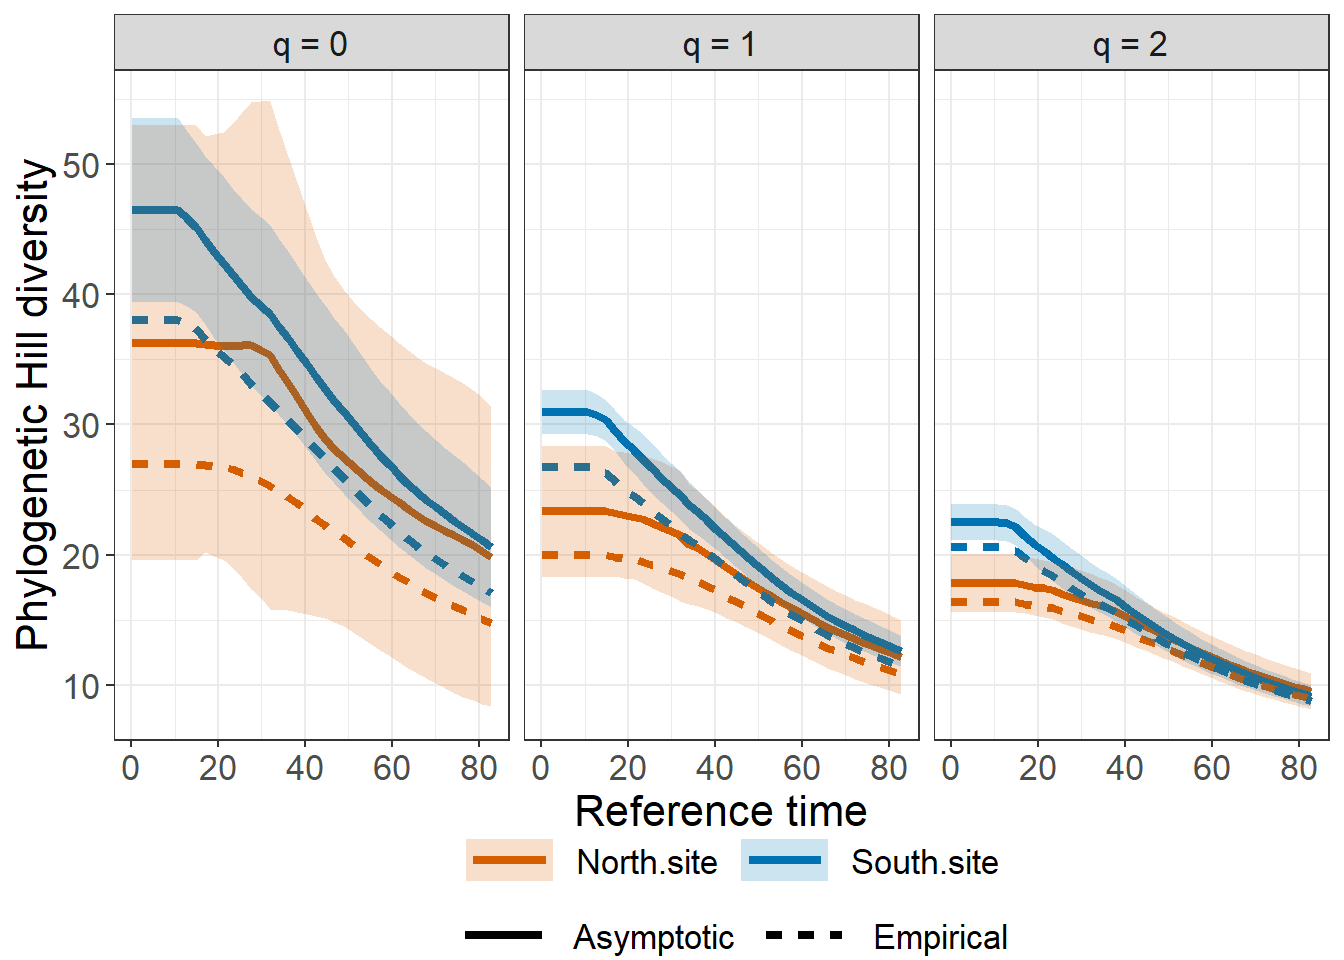 q = 0 q = 1 q = 2
Phylogenetic Hill diversity
50
40
30
20
10
0 20 40 60 80 0 20 40 60 80 0 20 40 60 80
Reference time
North.site South.site
Asymptotic Empirical